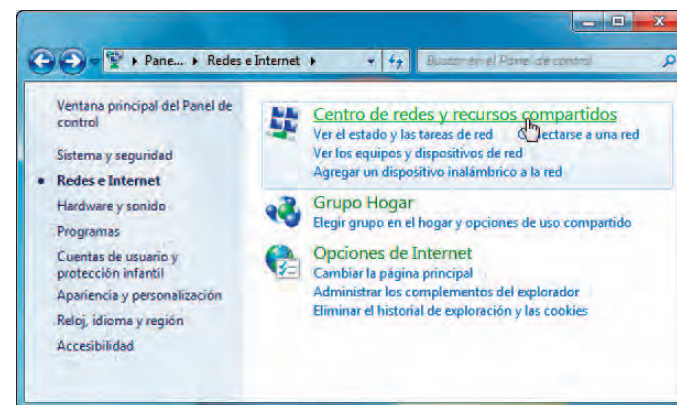 Pane... Redes e Internet Buscar en el Panel de control
Ventana principal del Panel de
control
Sistema y seguridad
Redes e Internet
Hardware y sonido
Programas
Cuentas de usuario y
protección infantil
Apariencia y personalización
Reloj, idioma y región
Accesibilidad
Centro de redes y recursos compartidos
Ver el estado y las tareas de red ectarse a una red
Ver los equipos y dispositivos de red
Agregar un dispositivo inalámbrico a la red
Grupo Hogar
Elegir grupo en el hogar y opciones de uso compartido
Opciones de Internet
Cambiar la página principal
Administrar los complementos del explorador
Eliminar el historial de exploración y las cookies